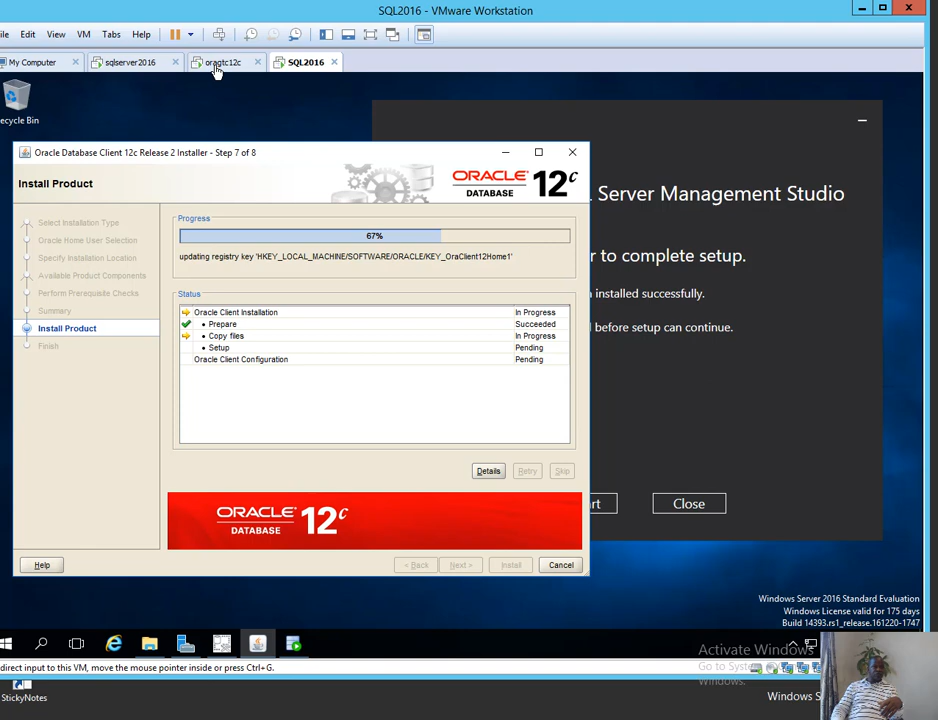 SQL2016 - VMware Workstation
ile Edit View VM Tabs Help
My Computer sqlserver2016 oragtc12c SQL2016
ecycle Bin
Oracle Database Client 12c Release 2 Installer - Step 7 of 8
Install Product
ORACLE
DATABASE 12c
Server Management Studio
r to complete setup.
n installed successfully.
d before setup can continue.
rt Close
Select Installation Type
Oracle Home User Selection
Specify Installation Location
Available Product Components
Perform Prerequisite Checks
Summary
Install Product
Finish
Progress
67%
updating registry key 'HKEY_LOCAL_MACHINE/SOFTWARE/ORACLE/KEY_OraClient12Home1'
Status
Oracle Client Installation In Progress
• Prepare Succeeded
• Copy files In Progress
• Setup Pending
Oracle Client Configuration Pending
Details Retry Skip
ORACLE
DATABASE 12c
Help < Back Next > Install Cancel
Windows Server 2016 Standard Evaluation
Windows License valid for 175 days
Build 14393.rs1_release.161220-1747
Activate Windows
Go to System
Windows.
direct input to this VM, move the mouse pointer inside or press Ctrl+G.
StickyNotes
Windows S